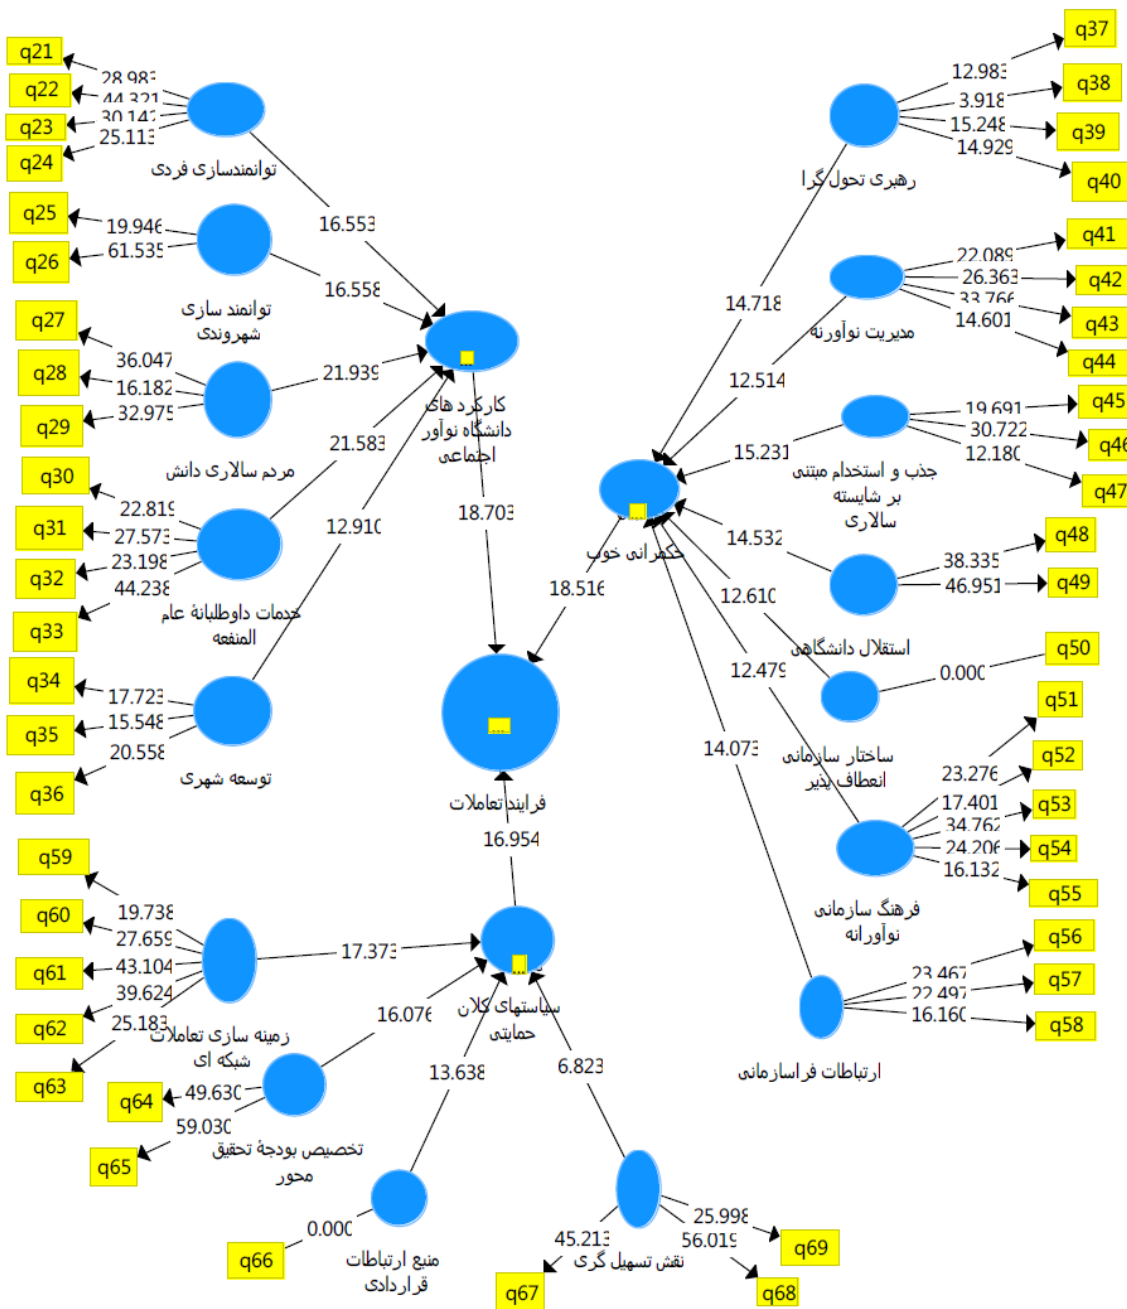 q21
28.983
q22
44.321
q23
30.147
q24
25.113
توانمندسازی فردی
16.553
q25
19.946
q26
61.535
توانمند سازی
شهروندی
16.558
q27
36.047
q28
16.182
q29
32.975
مردم سالاری دانش
21.939
q30
22.819
q31
27.573
q32
23.198
q33
44.238
خدمات داوطلبانهٔ عام
المنفعه
21.583
q34
17.723
q35
15.548
q36
20.558
توسعه شهری
12.910
کارکرد های
دانشگاه نوآور
اجتماعی
18.703
q37
12.983
q38
3.918
q39
15.248
q40
14.929
رهبری تحول گرا
14.718
q41
22.089
q42
26.363
q43
33.766
q44
14.601
مدیریت نوآورنه
12.514
q45
19.691
q46
30.722
q47
12.180
جذب و استخدام مبتنی
بر شایسته
سالاری
15.231
q48
38.335
q49
46.951
استقلال دانشگاهی
14.532
q50
0.000
ساختار سازمانی
انعطاف پذیر
12.610
q51
23.276
q52
17.401
q53
34.762
q54
24.206
q55
16.132
فرهنگ سازمانی
نوآورانه
12.479
q56
23.467
q57
22.497
q58
16.160
ارتباطات فراسازمانی
14.073
حکمرانی خوب
18.516
فرایند تعاملات
16.954
q59
19.738
q60
27.659
q61
43.104
q62
39.624
q63
25.183
زمینه سازی تعاملات
شبکه ای
17.373
سیاستهای کلان
حمایتی
q64
49.630
q65
59.030
تخصیص بودجهٔ تحقیق
محور
16.076
q66
0.000
منبع ارتباطات
قراردادی
13.638
q67
45.213
q68
56.019
q69
25.998
نقش تسهیل گری
6.823